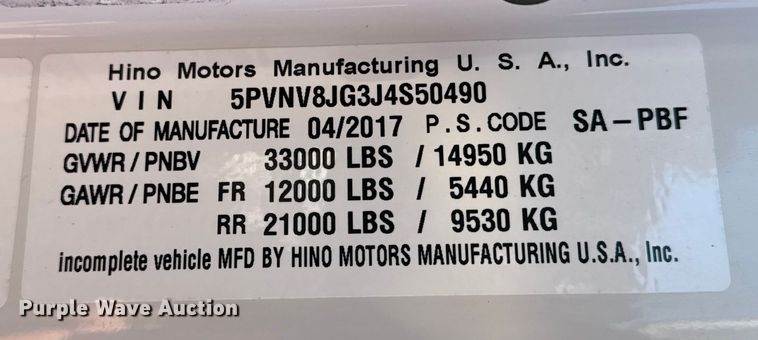 Hino Motors Manufacturing U. S. A., Inc.
VIN 5PVNV8JG3J4S50490
DATE OF MANUFACTURE 04/2017 P.S.CODE SA-PBF
GVWR/PNBV 33000 LBS / 14950 KG
GAWR/PNBE FR 12000 LBS / 5440 KG
RR 21000 LBS / 9530 KG
incomplete vehicle MFD BY HINO MOTORS MANUFACTURING U.S.A., Inc.
Purple Wave Auction